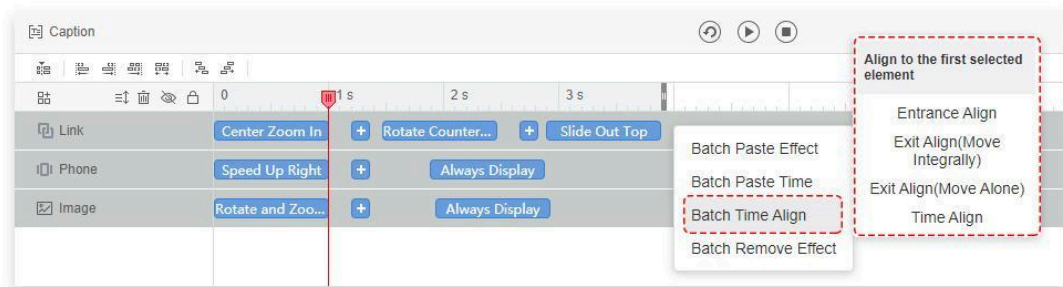 Caption
0
1 s
2 s
3 s
Link
Center Zoom In
+
Rotate Counter...
+
Slide Out Top
Phone
Speed Up Right
+
Always Display
Image
Rotate and Zoo...
+
Always Display
Batch Paste Effect
Batch Paste Time
Batch Time Align
Batch Remove Effect
Align to the first selected
element
Entrance Align
Exit Align(Move
Integrally)
Exit Align(Move Alone)
Time Align